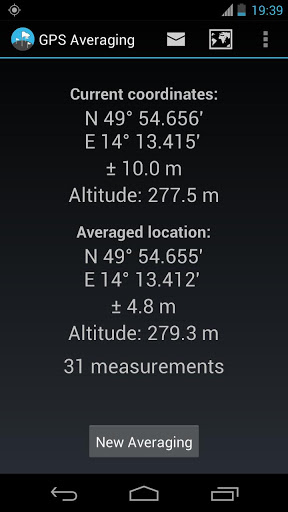 19:39
GPS Averaging
Current coordinates:
N 49° 54.656'
E 14° 13.415'
± 10.0 m
Altitude: 277.5 m
Averaged location:
N 49° 54.655'
E 14° 13.412'
± 4.8 m
Altitude: 279.3 m
31 measurements
New Averaging